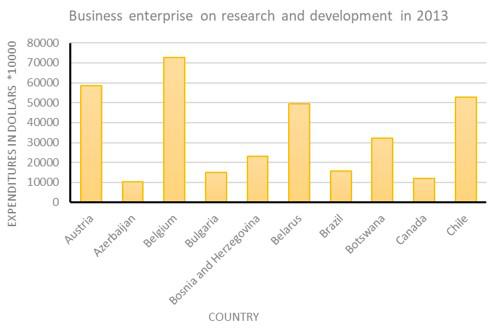 Business enterprise on research and development in 2013
EXPENDITURES IN DOLLARS *10000
80000
70000
60000
50000
40000
30000
20000
10000
0
Austria
Azerbaijan
Belgium
Bulgaria
Bosnia and Herzegovina
Belarus
Brazil
Botswana
Canada
Chile
COUNTRY